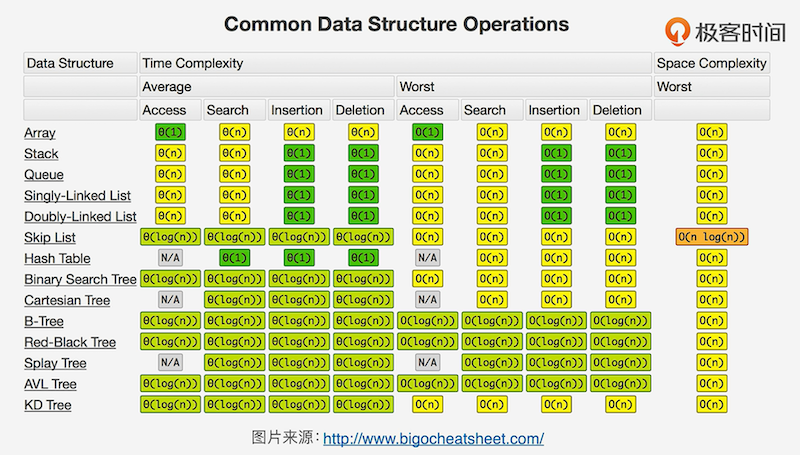 Common Data Structure Operations
极客时间
Data Structure Time Complexity Space Complexity
Average Worst Worst
Access Search Insertion Deletion Access Search Insertion Deletion
Array Θ(1) Θ(n) Θ(n) Θ(n) O(1) O(n) O(n) O(n) O(n)
Stack Θ(n) Θ(n) Θ(1) Θ(1) O(n) O(n) O(1) O(1) O(n)
Queue Θ(n) Θ(n) Θ(1) Θ(1) O(n) O(n) O(1) O(1) O(n)
Singly-Linked List Θ(n) Θ(n) Θ(1) Θ(1) O(n) O(n) O(1) O(1) O(n)
Doubly-Linked List Θ(n) Θ(n) Θ(1) Θ(1) O(n) O(n) O(1) O(1) O(n)
Skip List Θ(log(n)) Θ(log(n)) Θ(log(n)) Θ(log(n)) O(n) O(n) O(n) O(n) O(n log(n))
Hash Table N/A Θ(1) Θ(1) Θ(1) N/A O(n) O(n) O(n) O(n)
Binary Search Tree Θ(log(n)) Θ(log(n)) Θ(log(n)) Θ(log(n)) O(n) O(n) O(n) O(n) O(n)
Cartesian Tree N/A Θ(log(n)) Θ(log(n)) Θ(log(n)) N/A O(n) O(n) O(n) O(n)
B-Tree Θ(log(n)) Θ(log(n)) Θ(log(n)) Θ(log(n)) O(log(n)) O(log(n)) O(log(n)) O(log(n)) O(n)
Red-Black Tree Θ(log(n)) Θ(log(n)) Θ(log(n)) Θ(log(n)) O(log(n)) O(log(n)) O(log(n)) O(log(n)) O(n)
Splay Tree N/A Θ(log(n)) Θ(log(n)) Θ(log(n)) N/A O(log(n)) O(log(n)) O(log(n)) O(n)
AVL Tree Θ(log(n)) Θ(log(n)) Θ(log(n)) Θ(log(n)) O(log(n)) O(log(n)) O(log(n)) O(log(n)) O(n)
KD Tree Θ(log(n)) Θ(log(n)) Θ(log(n)) Θ(log(n)) O(n) O(n) O(n) O(n) O(n)
图片来源：http://www.bigocheatsheet.com/